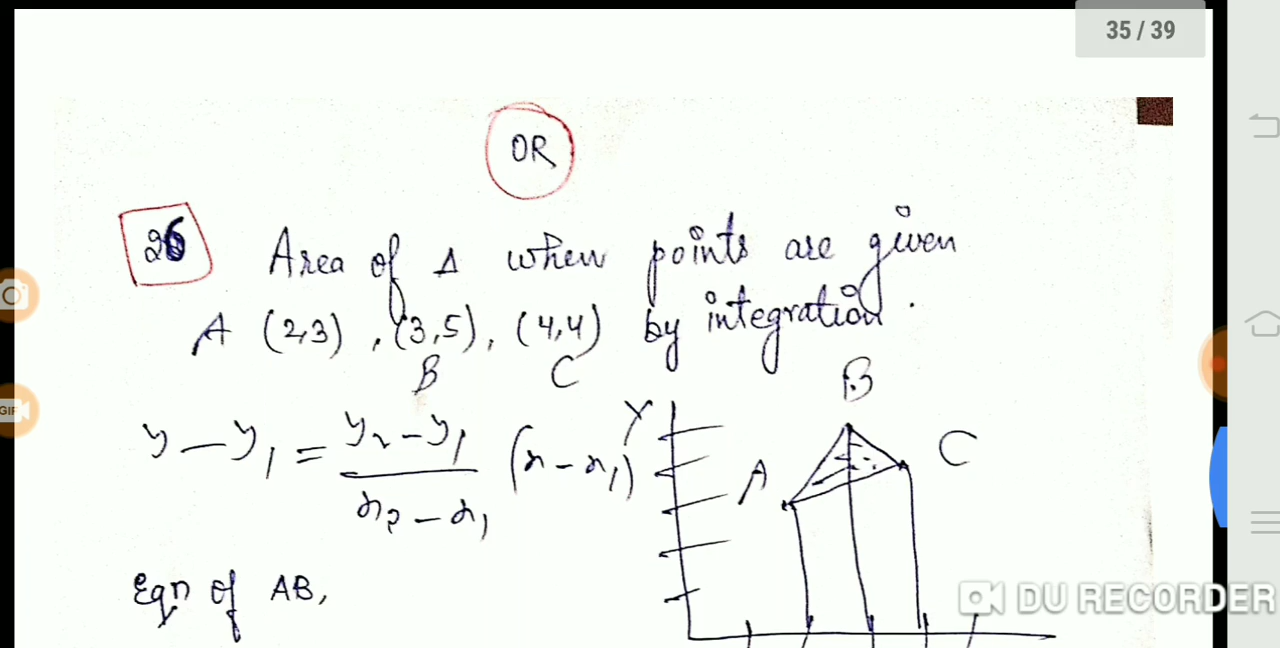 35 / 39
OR
26 Area of Δ when points are given
A (2,3), (3,5), (4,4) by integration.
B C
B
y - y₁ = y₂ - y₁ / x₂ - x₁ (x - x₁)
Y
A
C
Eqn of AB,
GIF
DU RECORDER